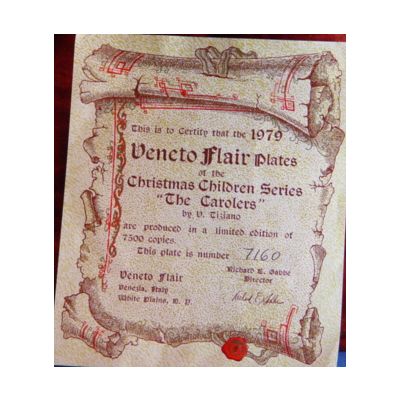 This is to Certify that the 1979
Veneto Flair Plates
of the
Christmas Children Series
"The Carolers"
by V. Tiziano
are produced in a limited edition of
7500 copies.
This plate is number 7160
Veneto Flair
Venezia, Italy
White Plains, N. Y.
Richard E. Gabbe
Director